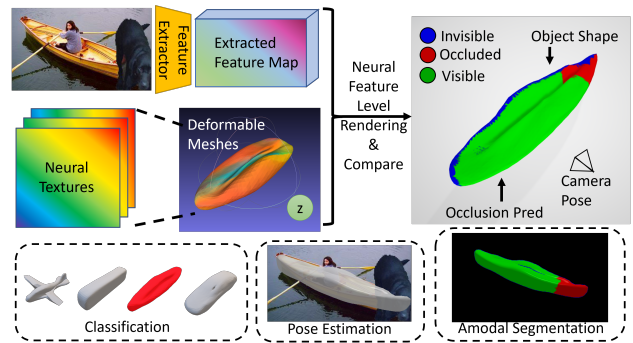 Feature
Extractor
Extracted
Feature Map
Neural
Feature
Level
Rendering
&
Compare
Invisible
Occluded
Visible
Object Shape
Camera
Pose
Occlusion Pred
Neural
Textures
Deformable
Meshes
z
Classification
Pose Estimation
Amodal Segmentation